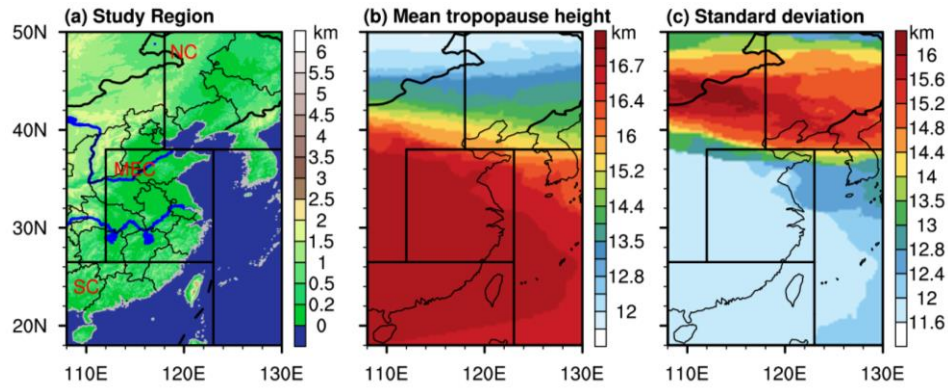 (a) Study Region
(b) Mean tropopause height
(c) Standard deviation
50N
40N
30N
20N
110E
120E
130E
NC
MEC
SC
km
6
5.5
5
4.5
4
3.5
3
2.5
2
1.5
1
0.5
0.2
0
110E
120E
130E
km
16.7
16.4
16
15.2
14.4
13.5
12.8
12
110E
120E
130E
km
16
15.6
15.2
14.8
14.4
14
13.6
13.2
12.8
12.4
12
11.6